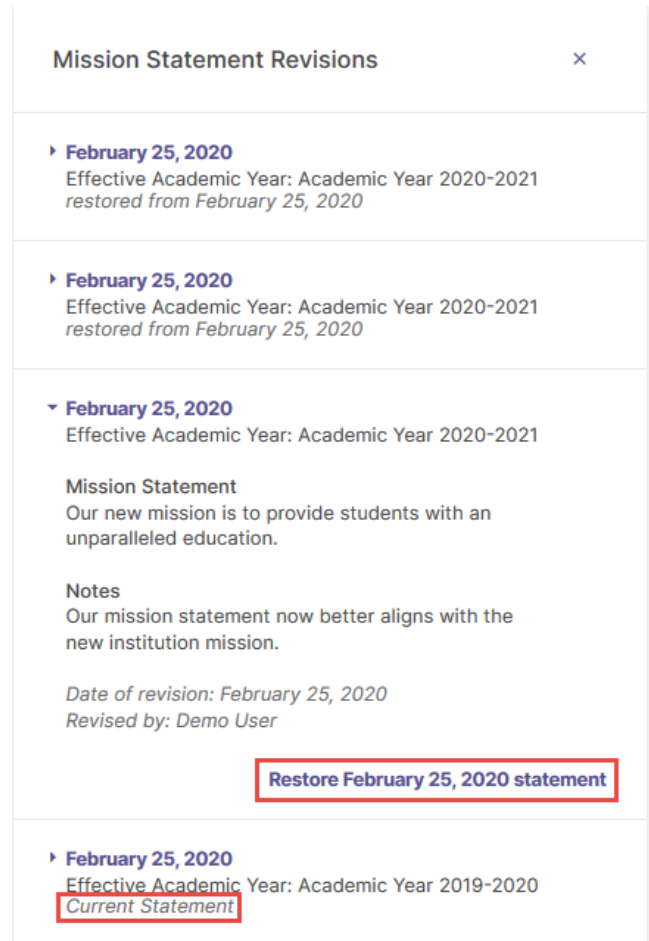 Mission Statement Revisions ×
February 25, 2020
Effective Academic Year: Academic Year 2020-2021
restored from February 25, 2020
February 25, 2020
Effective Academic Year: Academic Year 2020-2021
restored from February 25, 2020
February 25, 2020
Effective Academic Year: Academic Year 2020-2021
Mission Statement
Our new mission is to provide students with an
unparalleled education.
Notes
Our mission statement now better aligns with the
new institution mission.
Date of revision: February 25, 2020
Revised by: Demo User
Restore February 25, 2020 statement
February 25, 2020
Effective Academic Year: Academic Year 2019-2020
Current Statement